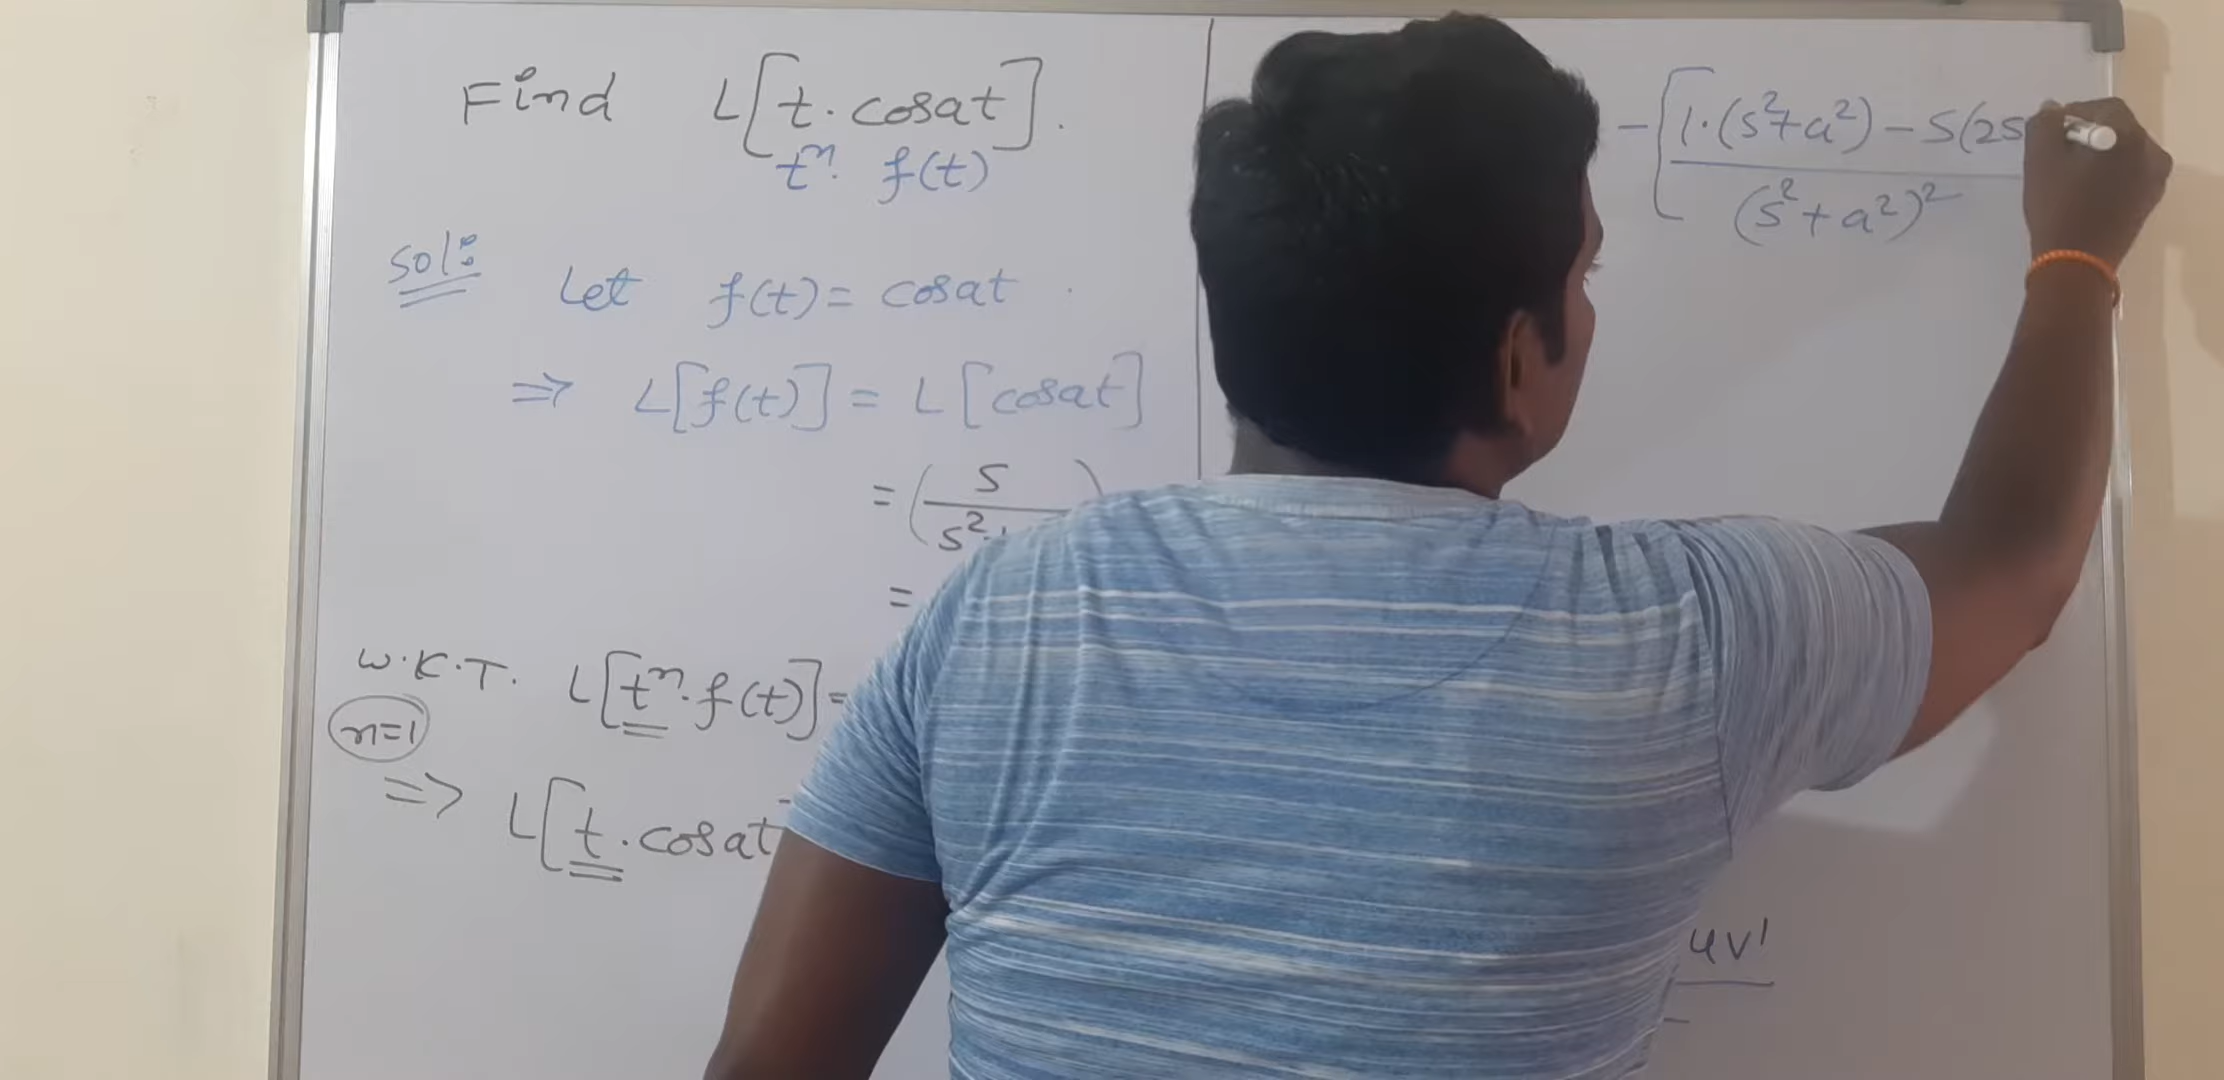 Find L[t.cosat].
tⁿ. f(t)
Sol:
Let f(t) = cosat.
⇒ L[f(t)] = L[cosat]
= (s
s²
=
W.K.T. L[tⁿ.f(t)] =
n=1
⇒ L[t.cosat
-[1.(s²+a²) - s(2s
(s²+a²)²
uv'